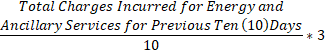 Total Charges Incurred for Energy and
Ancillary Services for Previous Ten (10)Days
10
* 3